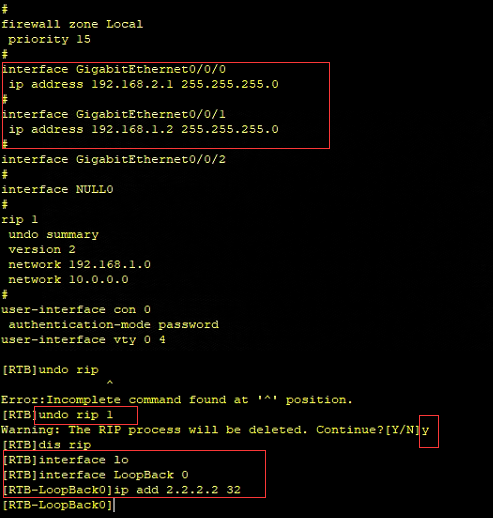 #
firewall zone Local
 priority 15
#
interface GigabitEthernet0/0/0
 ip address 192.168.2.1 255.255.255.0
#
interface GigabitEthernet0/0/1
 ip address 192.168.1.2 255.255.255.0
#
interface GigabitEthernet0/0/2
#
interface NULL0
#
rip 1
 undo summary
 version 2
 network 192.168.1.0
 network 10.0.0.0
#
user-interface con 0
 authentication-mode password
user-interface vty 0 4
[RTB]undo rip
^
Error:Incomplete command found at '^' position.
[RTB]undo rip 1
Warning: The RIP process will be deleted. Continue?[Y/N]y
[RTB]dis rip
[RTB]interface lo
[RTB]interface LoopBack 0
[RTB-LoopBack0]ip add 2.2.2.2 32
[RTB-LoopBack0]